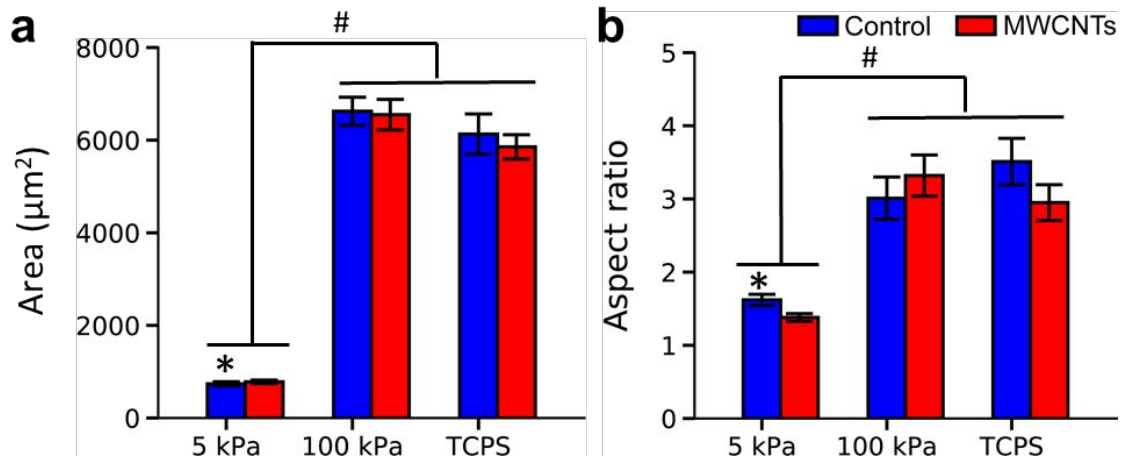 a
#
8000
6000
4000
2000
0
Area (μm²)
*
5 kPa 100 kPa TCPS
b
Control MWCNTs
#
5
4
3
2
1
0
Aspect ratio
*
5 kPa 100 kPa TCPS